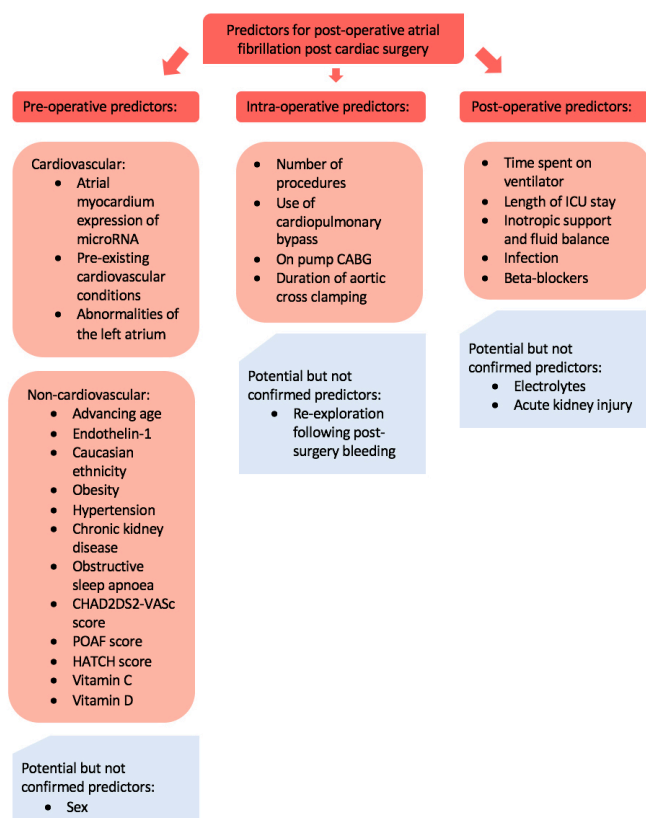 Predictors for post-operative atrial
fibrillation post cardiac surgery
Pre-operative predictors:
Cardiovascular:
• Atrial
myocardium
expression of
microRNA
• Pre-existing
cardiovascular
conditions
• Abnormalities of
the left atrium
Non-cardiovascular:
• Advancing age
• Endothelin-1
• Caucasian
ethnicity
• Obesity
• Hypertension
• Chronic kidney
disease
• Obstructive
sleep apnoea
• CHAD2DS2-VASc
score
• POAF score
• HATCH score
• Vitamin C
• Vitamin D
Potential but not
confirmed predictors:
• Sex
Intra-operative predictors:
• Number of
procedures
• Use of
cardiopulmonary
bypass
• On pump CABG
• Duration of aortic
cross clamping
Potential but not
confirmed predictors:
• Re-exploration
following post-
surgery bleeding
Post-operative predictors:
• Time spent on
ventilator
• Length of ICU stay
• Inotropic support
and fluid balance
• Infection
• Beta-blockers
Potential but not
confirmed predictors:
• Electrolytes
• Acute kidney injury